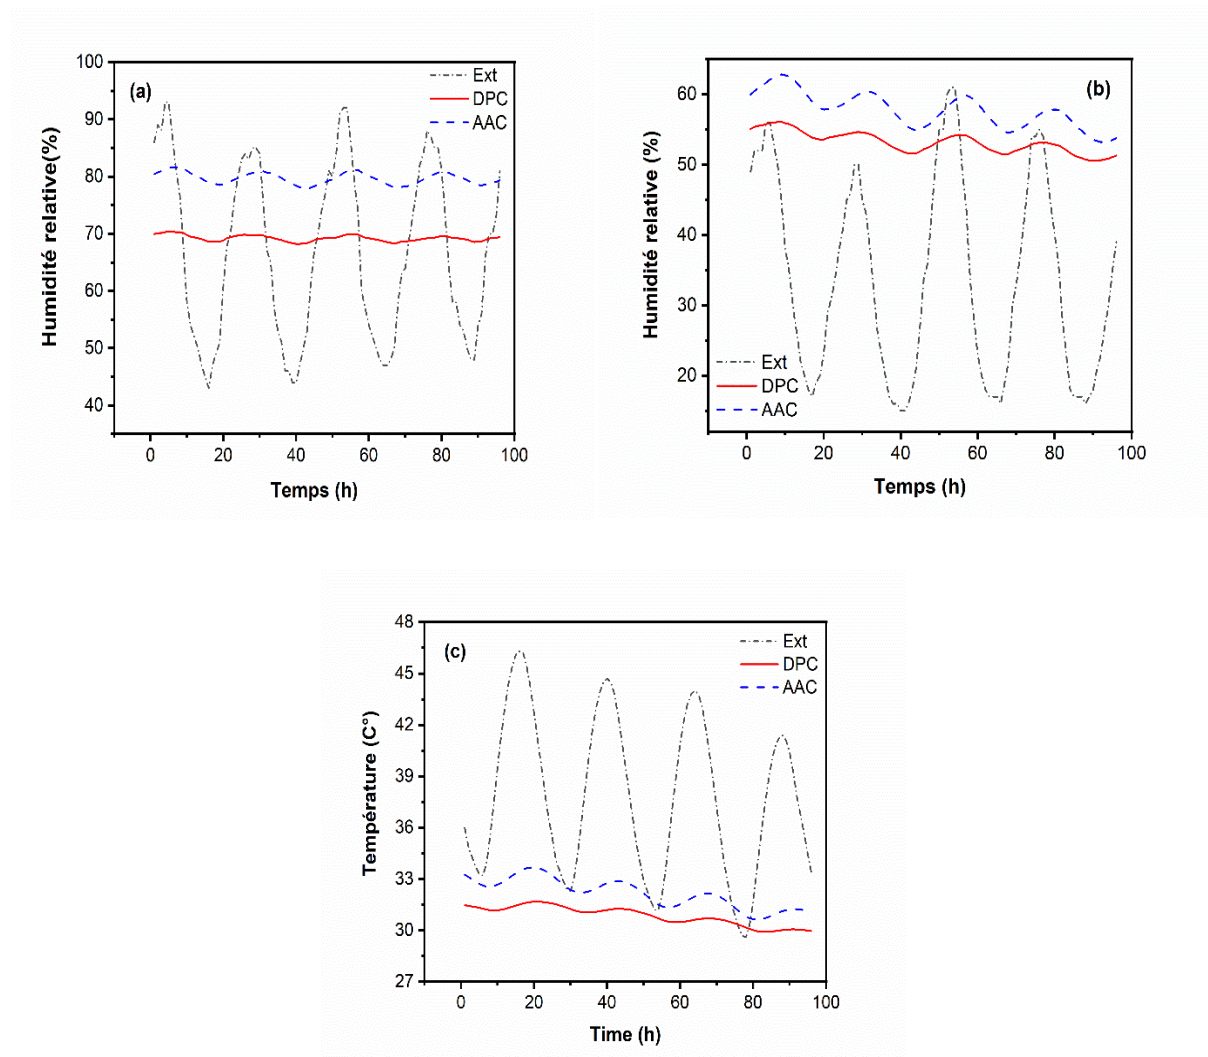 (a)
Ext
DPC
AAC
100
90
80
70
60
50
40
Humidité relative(%)
0
20
40
60
80
100
Temps (h)
(b)
60
50
40
30
20
Humidité relative (%)
Ext
DPC
AAC
0
20
40
60
80
100
Temps (h)
(c)
Ext
DPC
AAC
48
45
42
39
36
33
30
27
Température (C°)
0
20
40
60
80
100
Time (h)